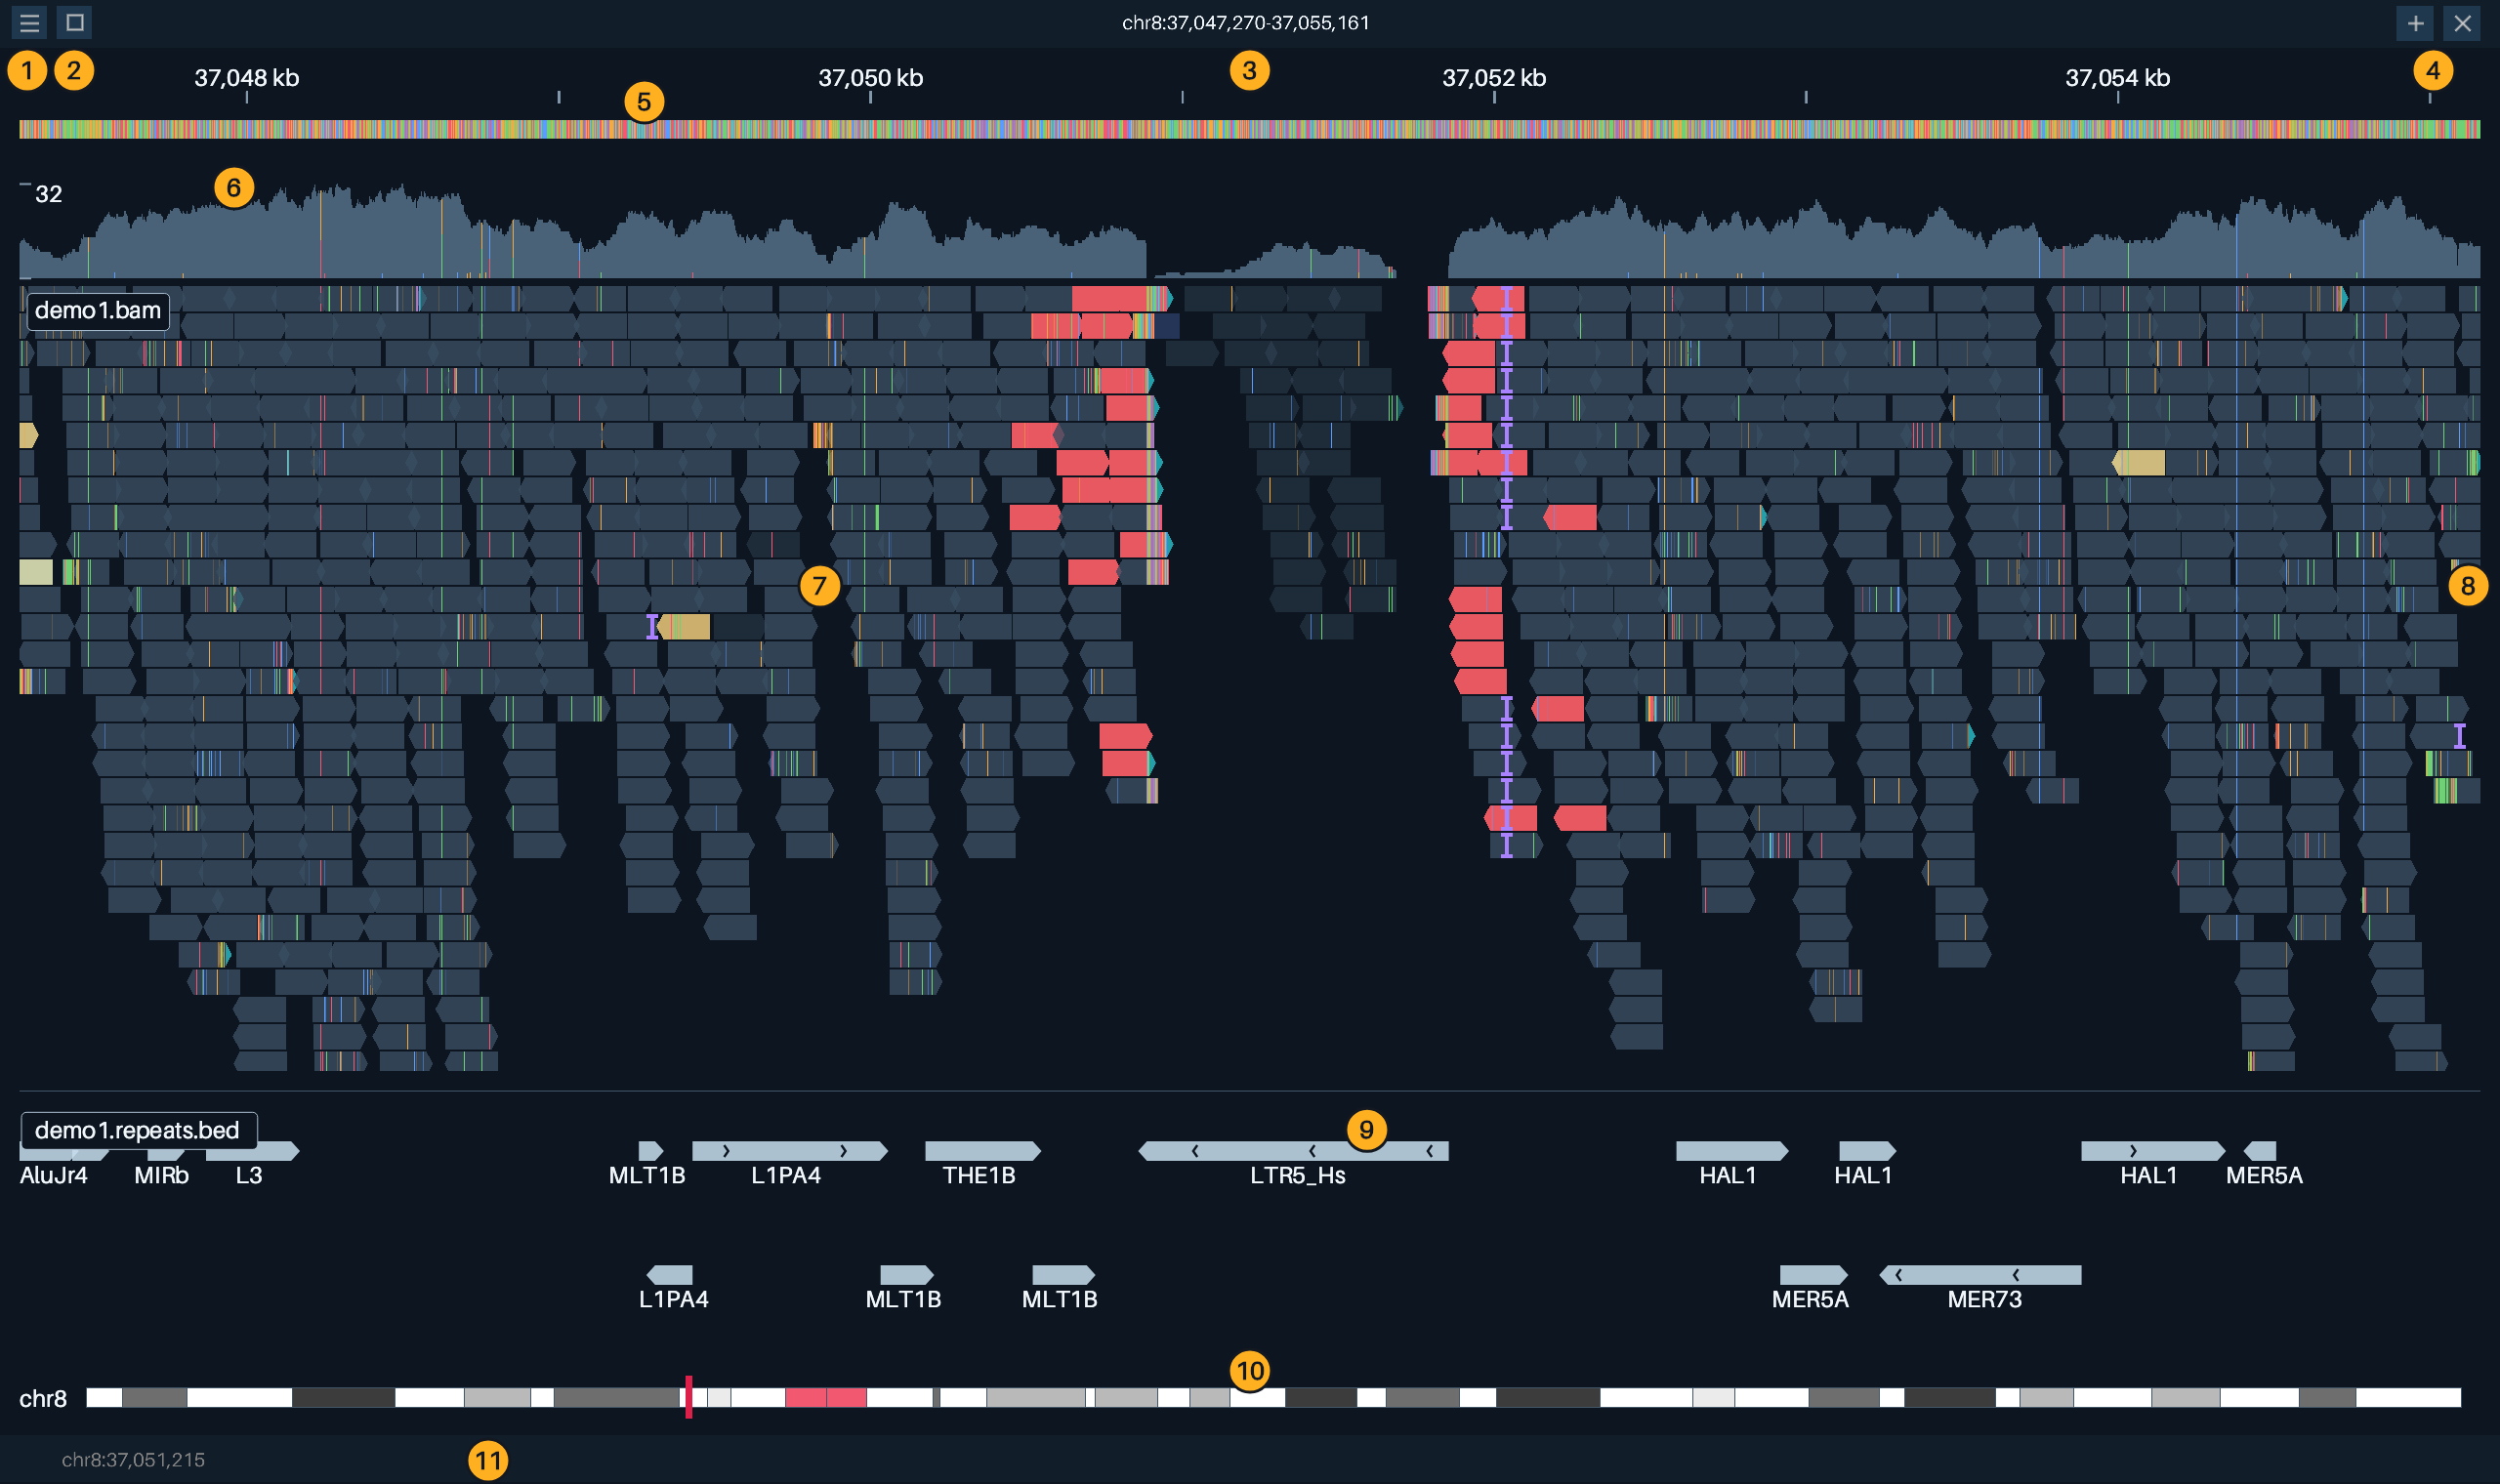 chr8:37,047,270-37,055,161
1 2 3 4
37,048 kb 37,050 kb 37,052 kb 37,054 kb
5
6
32
demo1.bam
7 8
9
demo1.repeats.bed
AluJr4 MIRb L3 MLT1B L1PA4 THE1B LTR5_Hs HAL1 HAL1 HAL1 MER5A
L1PA4 MLT1B MLT1B MER5A MER73
10
chr8
chr8:37,051,215 11